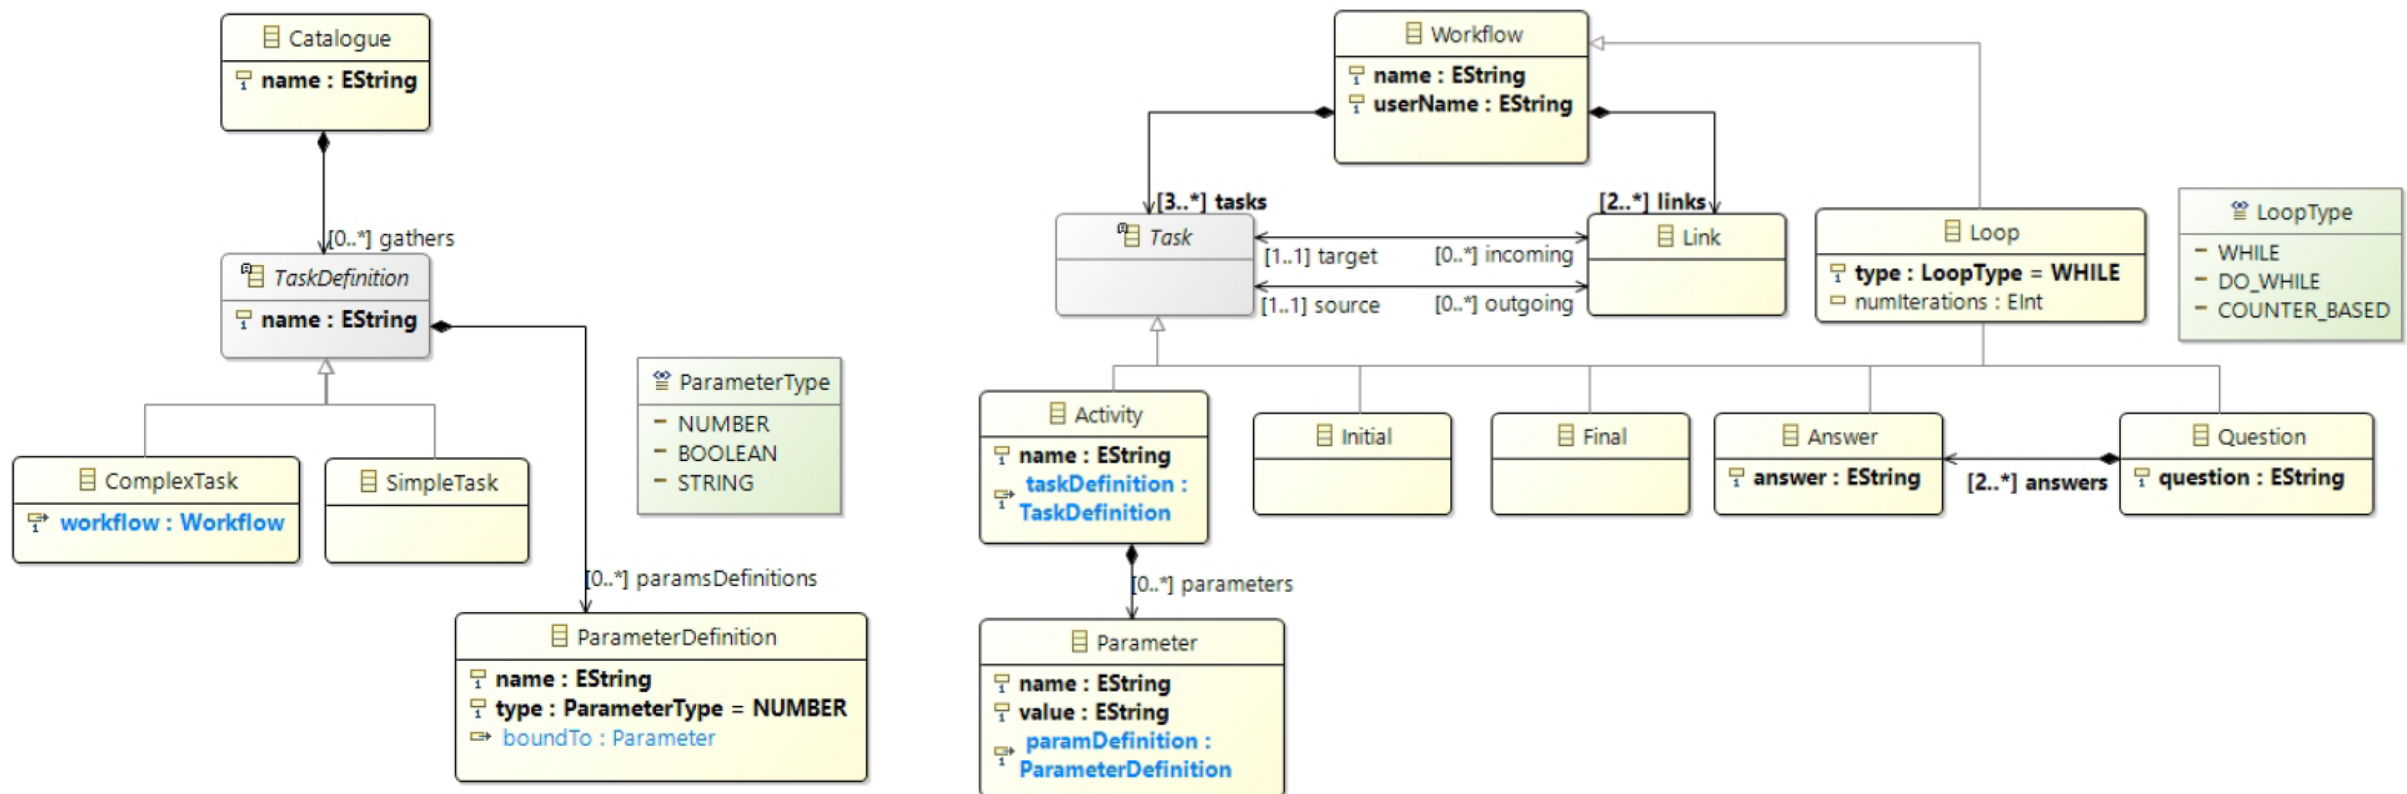 Catalogue
name : EString
[0..*] gathers
TaskDefinition
name : EString
ComplexTask
workflow : Workflow
SimpleTask
ParameterType
NUMBER
BOOLEAN
STRING
[0..*] paramsDefinitions
ParameterDefinition
name : EString
type : ParameterType = NUMBER
boundTo : Parameter
Workflow
name : EString
userName : EString
[3..*] tasks
[2..*] links
Task
Link
[1..1] target
[0..*] incoming
[1..1] source
[0..*] outgoing
Loop
type : LoopType = WHILE
numIterations : EInt
LoopType
WHILE
DO_WHILE
COUNTER_BASED
Activity
name : EString
taskDefinition :
TaskDefinition
Initial
Final
Answer
answer : EString
[2..*] answers
Question
question : EString
[0..*] parameters
Parameter
name : EString
value : EString
paramDefinition :
ParameterDefinition